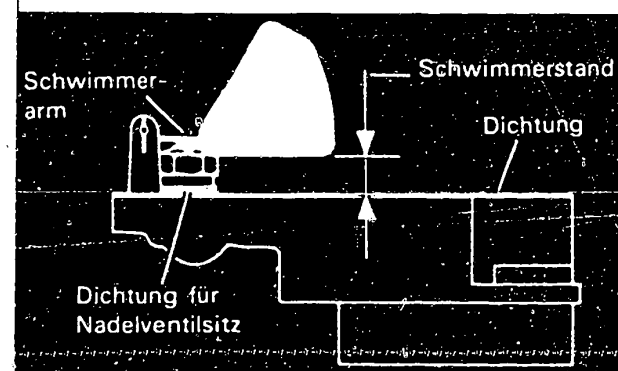 Schwimmer-
arm
Schwimmerstand
Dichtung
Dichtung für
Nadelventilsitz